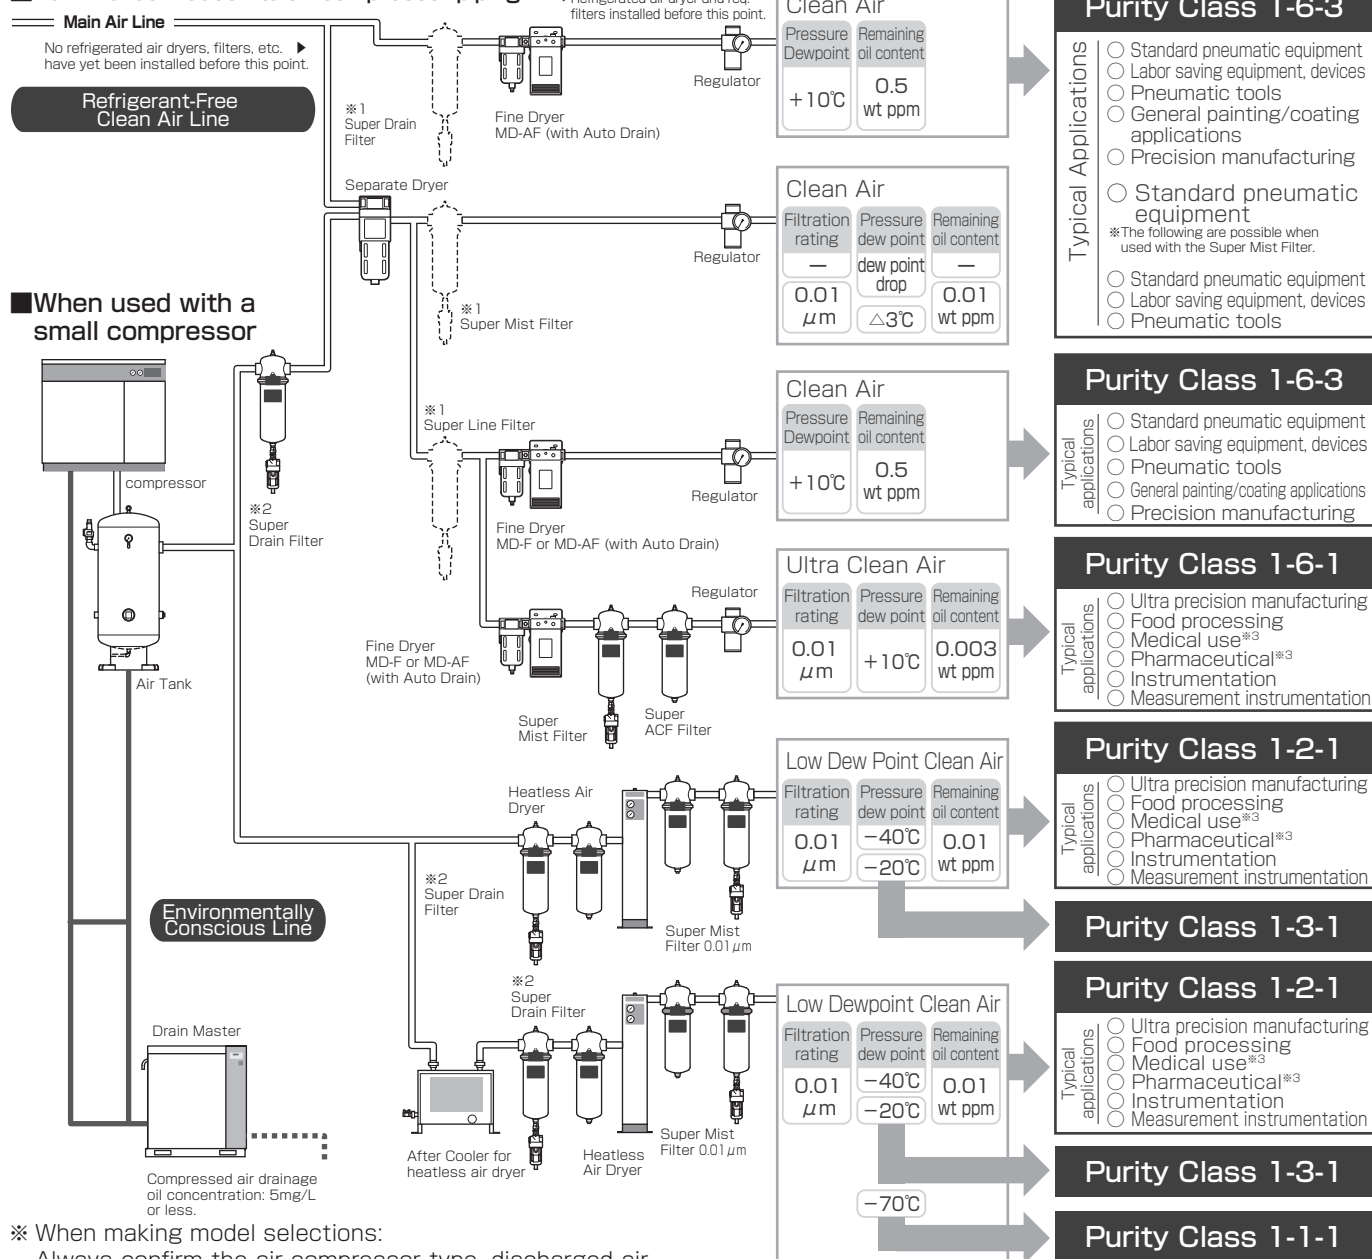 Main Air Line
No refrigerated air dryers, filters, etc. ▶
have yet been installed before this point.
Refrigerant-Free
Clean Air Line
filters installed before this point.
※1
Super Drain
Filter
Fine Dryer
MD-AF (with Auto Drain)
Regulator
Clean Air
Pressure
Dewpoint
Remaining
oil content
+10℃
0.5
wt ppm
Purity Class 1-6-3
Typical Applications
○ Standard pneumatic equipment
○ Labor saving equipment, devices
○ Pneumatic tools
○ General painting/coating
applications
○ Precision manufacturing
○ Standard pneumatic
equipment
※The following are possible when
used with the Super Mist Filter.
○ Standard pneumatic equipment
○ Labor saving equipment, devices
○ Pneumatic tools
Separate Dryer
※1
Super Mist Filter
Regulator
Clean Air
Filtration
rating
Pressure
dew point
Remaining
oil content
—
dew point
drop
—
0.01
μm
△3℃
0.01
wt ppm
■When used with a
small compressor
compressor
Air Tank
※2
Super
Drain Filter
※1
Super Line Filter
Fine Dryer
MD-F or MD-AF (with Auto Drain)
Regulator
Clean Air
Pressure
Dewpoint
Remaining
oil content
+10℃
0.5
wt ppm
Purity Class 1-6-3
Typical
applications
○ Standard pneumatic equipment
○ Labor saving equipment, devices
○ Pneumatic tools
○ General painting/coating applications
○ Precision manufacturing
Fine Dryer
MD-F or MD-AF
(with Auto Drain)
Super
Mist Filter
Super
ACF Filter
Regulator
Ultra Clean Air
Filtration
rating
Pressure
dew point
Remaining
oil content
0.01
μm
+10℃
0.003
wt ppm
Purity Class 1-6-1
Typical
applications
○ Ultra precision manufacturing
○ Food processing
○ Medical use※3
○ Pharmaceutical※3
○ Instrumentation
○ Measurement instrumentation
Heatless Air
Dryer
※2
Super Drain
Filter
Super Mist
Filter 0.01μm
Low Dew Point Clean Air
Filtration
rating
Pressure
dew point
Remaining
oil content
0.01
μm
−40℃
−20℃
0.01
wt ppm
Purity Class 1-2-1
Typical
applications
○ Ultra precision manufacturing
○ Food processing
○ Medical use※3
○ Pharmaceutical※3
○ Instrumentation
○ Measurement instrumentation
Purity Class 1-3-1
Environmentally
Conscious Line
Drain Master
Compressed air drainage
oil concentration: 5mg/L
or less.
※2
Super
Drain Filter
After Cooler for
heatless air dryer
Heatless
Air Dryer
Super Mist
Filter 0.01μm
Low Dewpoint Clean Air
Filtration
rating
Pressure
dew point
Remaining
oil content
0.01
μm
−40℃
−20℃
0.01
wt ppm
−70℃
Purity Class 1-2-1
Typical
applications
○ Ultra precision manufacturing
○ Food processing
○ Medical use※3
○ Pharmaceutical※3
○ Instrumentation
○ Measurement instrumentation
Purity Class 1-3-1
Purity Class 1-1-1
※ When making model selections:
Always confirm the air compressor type, discharged air